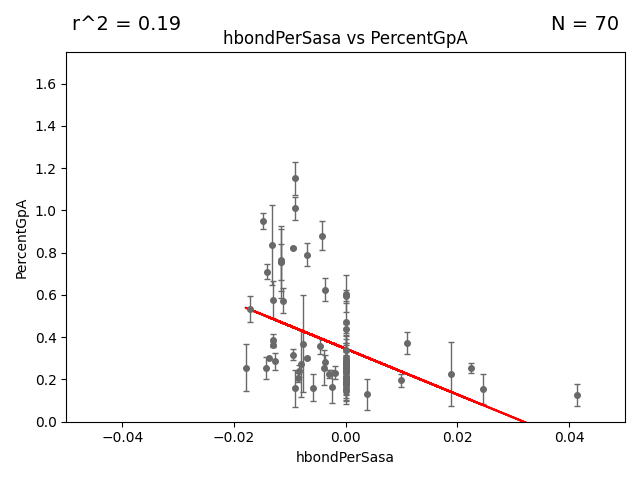 r^2 = 0.19
N = 70
hbondPerSasa vs PercentGpA
1.6
1.4
1.2
1.0
0.8
0.6
0.4
0.2
0.0
PercentGpA
−0.04
−0.02
0.00
0.02
0.04
hbondPerSasa